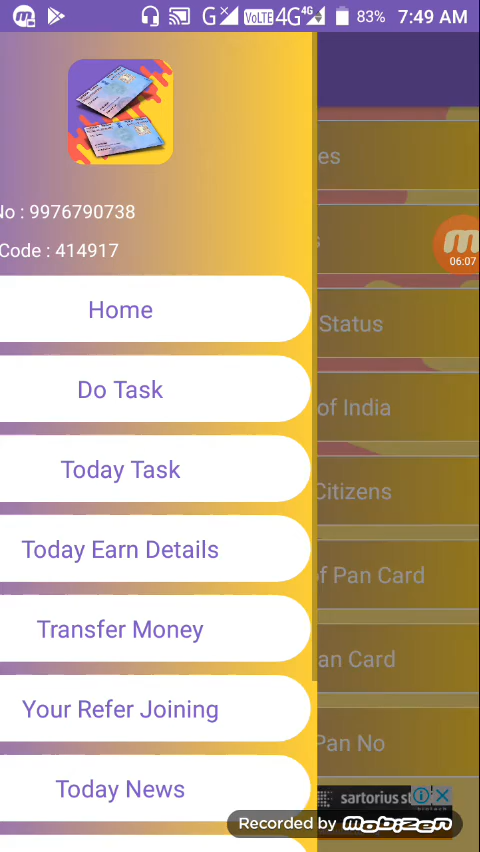 G VoLTE 4G 4G 83% 7:49 AM
No : 9976790738
Code : 414917
Home
Do Task
Today Task
Today Earn Details
Transfer Money
Your Refer Joining
Today News
es
s
06:07
Status
of India
Citizens
of Pan Card
an Card
Pan No
sartorius st
Recorded by mobizen